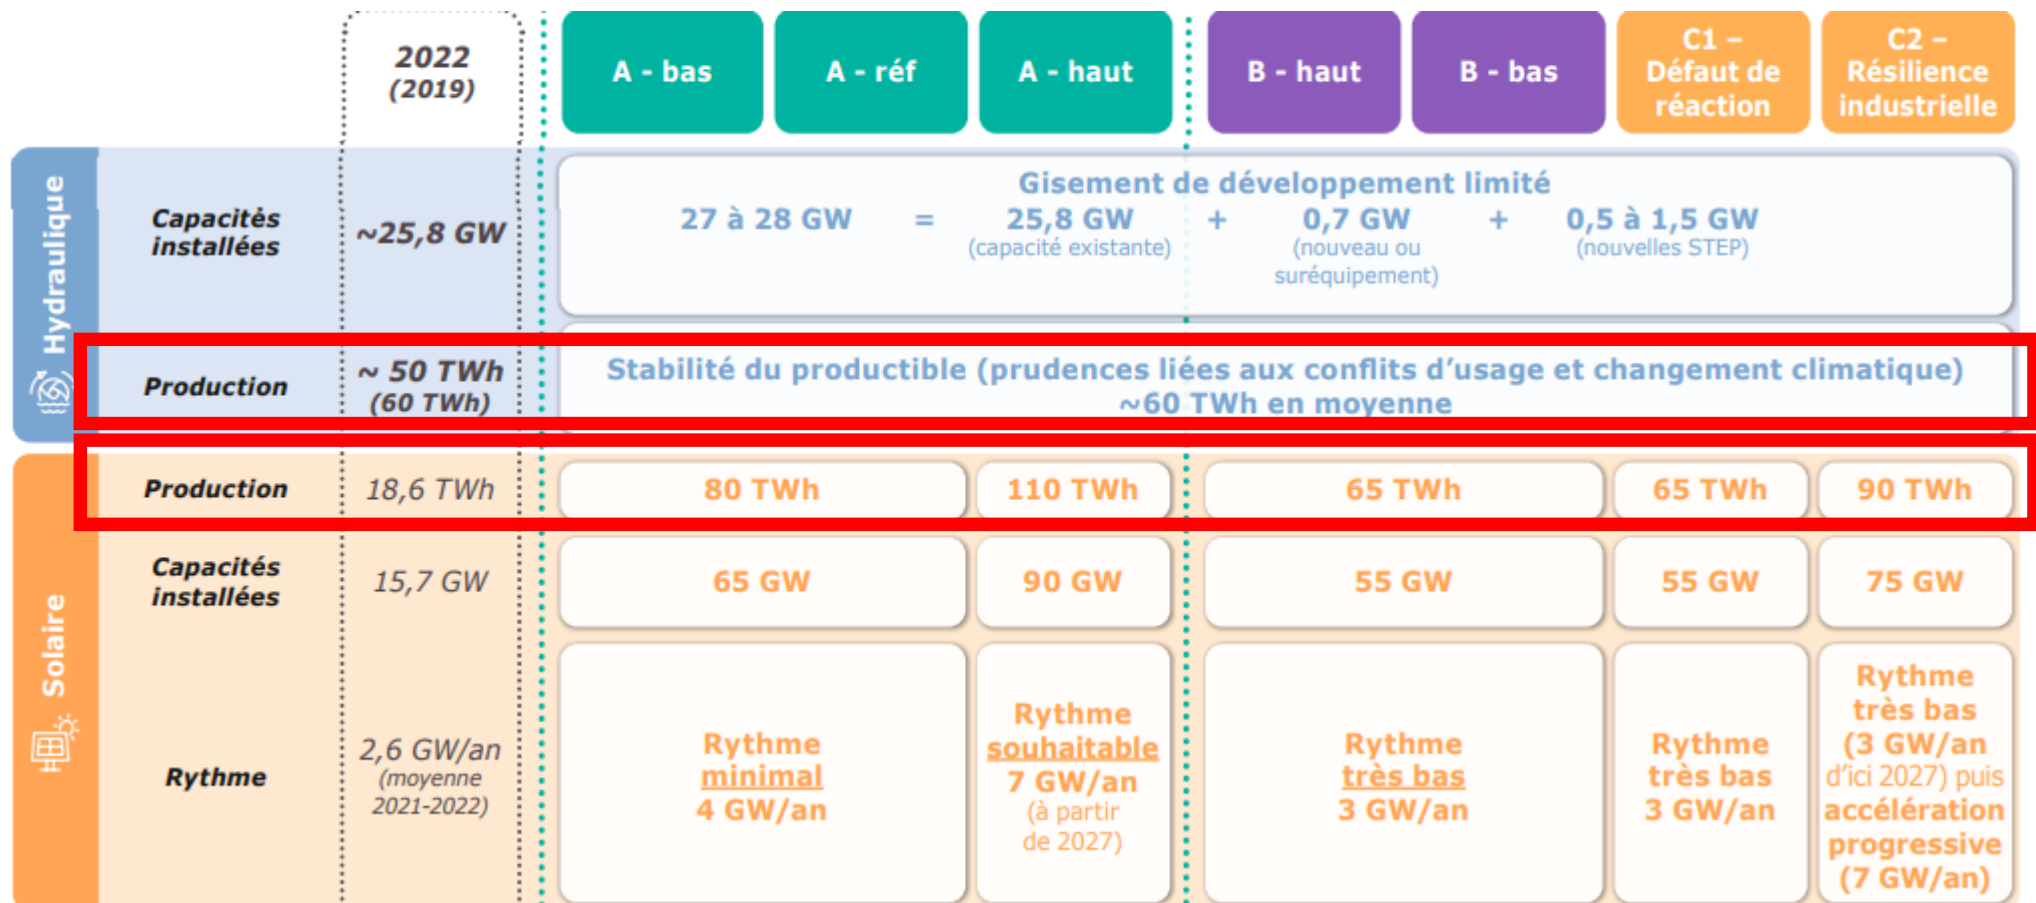 2022
(2019)
A - bas
A - réf
A - haut
B - haut
B - bas
C1 –
Défaut de
réaction
C2 –
Résilience
industrielle
Hydraulique
Capacités
installées
~25,8 GW
Gisement de développement limité
27 à 28 GW = 25,8 GW + 0,7 GW + 0,5 à 1,5 GW
(capacité existante) (nouveau ou (nouvelles STEP)
suréquipement)
Production
~ 50 TWh
(60 TWh)
Stabilité du productible (prudences liées aux conflits d’usage et changement climatique)
~60 TWh en moyenne
Solaire
Production
18,6 TWh
80 TWh
110 TWh
65 TWh
65 TWh
90 TWh
Capacités
installées
15,7 GW
65 GW
90 GW
55 GW
55 GW
75 GW
Rythme
2,6 GW/an
(moyenne
2021-2022)
Rythme
minimal
4 GW/an
Rythme
souhaitable
7 GW/an
(à partir
de 2027)
Rythme
très bas
3 GW/an
Rythme
très bas
3 GW/an
Rythme
très bas
(3 GW/an
d’ici 2027) puis
accélération
progressive
(7 GW/an)